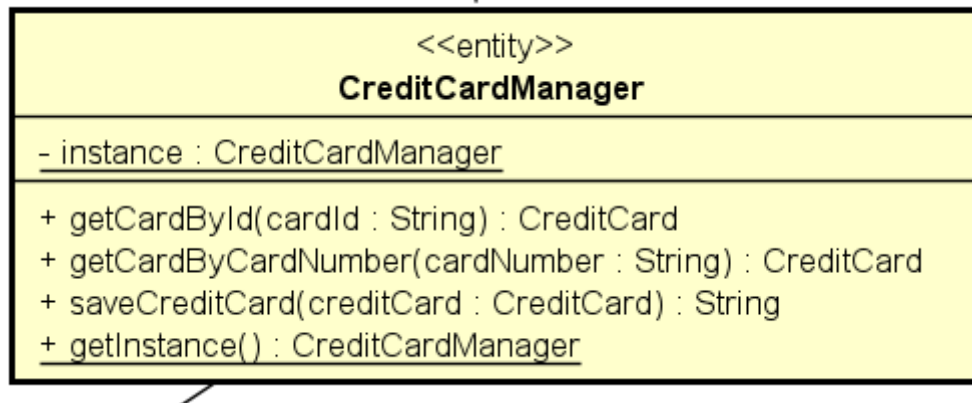 <<entity>>
CreditCardManager
- instance : CreditCardManager
+ getCardById(cardId : String) : CreditCard
+ getCardByCardNumber(cardNumber : String) : CreditCard
+ saveCreditCard(creditCard : CreditCard) : String
+ getInstance() : CreditCardManager